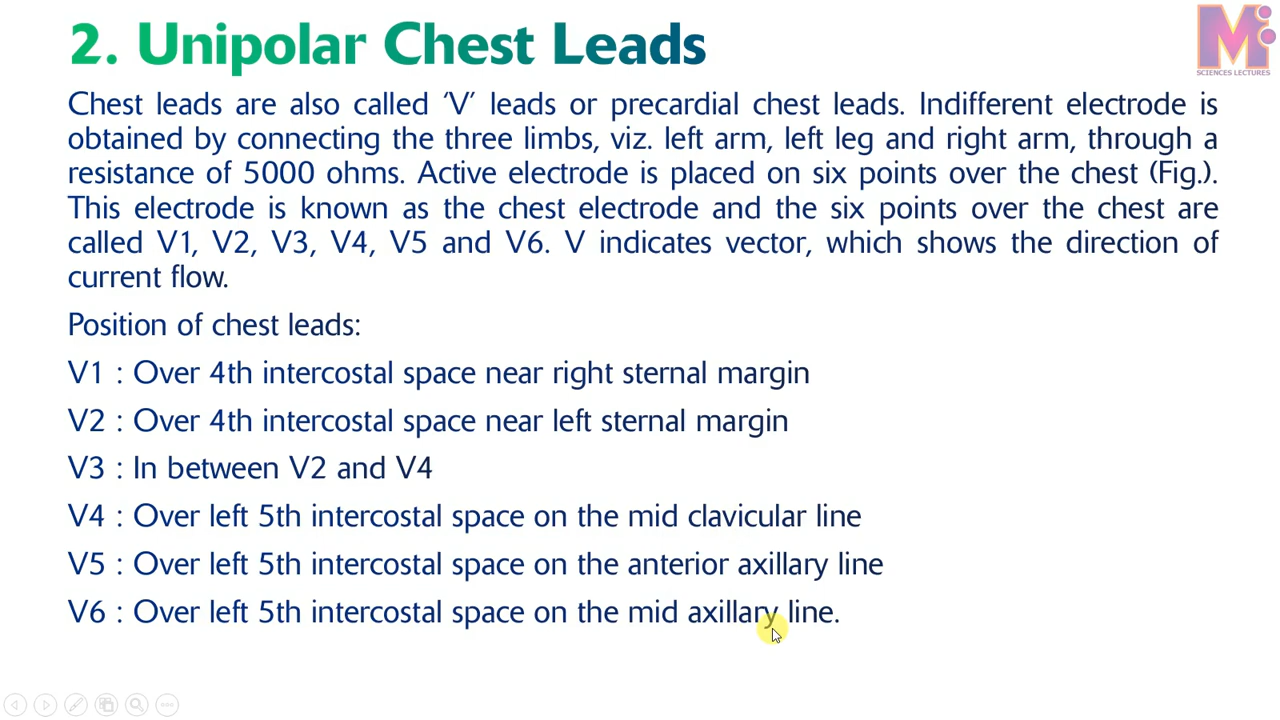 2. Unipolar Chest Leads
SCIENCES LECTURES
Chest leads are also called ‘V’ leads or precardial chest leads. Indifferent electrode is
obtained by connecting the three limbs, viz. left arm, left leg and right arm, through a
resistance of 5000 ohms. Active electrode is placed on six points over the chest (Fig.).
This electrode is known as the chest electrode and the six points over the chest are
called V1, V2, V3, V4, V5 and V6. V indicates vector, which shows the direction of
current flow.
Position of chest leads:
V1 : Over 4th intercostal space near right sternal margin
V2 : Over 4th intercostal space near left sternal margin
V3 : In between V2 and V4
V4 : Over left 5th intercostal space on the mid clavicular line
V5 : Over left 5th intercostal space on the anterior axillary line
V6 : Over left 5th intercostal space on the mid axillary line.